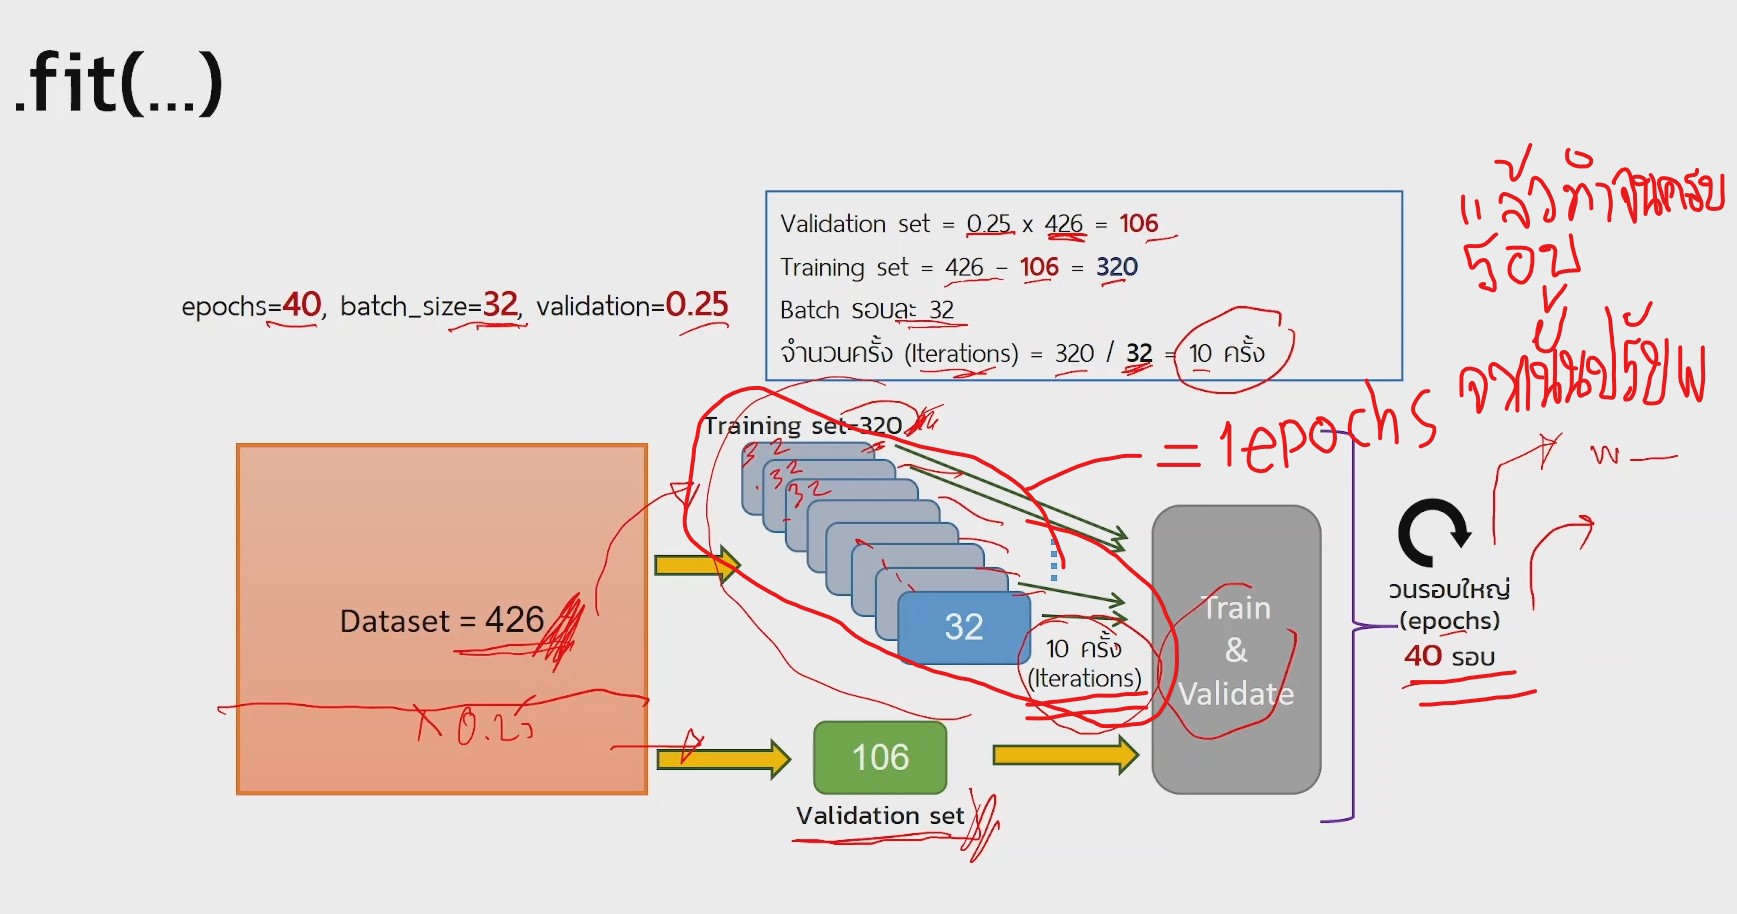 .fit(...)
epochs=40, batch_size=32, validation=0.25
Validation set = 0.25 x 426 = 106
Training set = 426 – 106 = 320
Batch รอบละ 32
จำนวนครั้ง (Iterations) = 320 / 32 = 10 ครั้ง
แล้วทำจนครบ
รอบ
จากนั้นปรับ
w
= 1 epochs
Training set=320
32
32
32
32
10 ครั้ง
(Iterations)
Dataset = 426
x 0.25
106
Validation set
Train
&
Validate
วนรอบใหญ่
(epochs)
40 รอบ